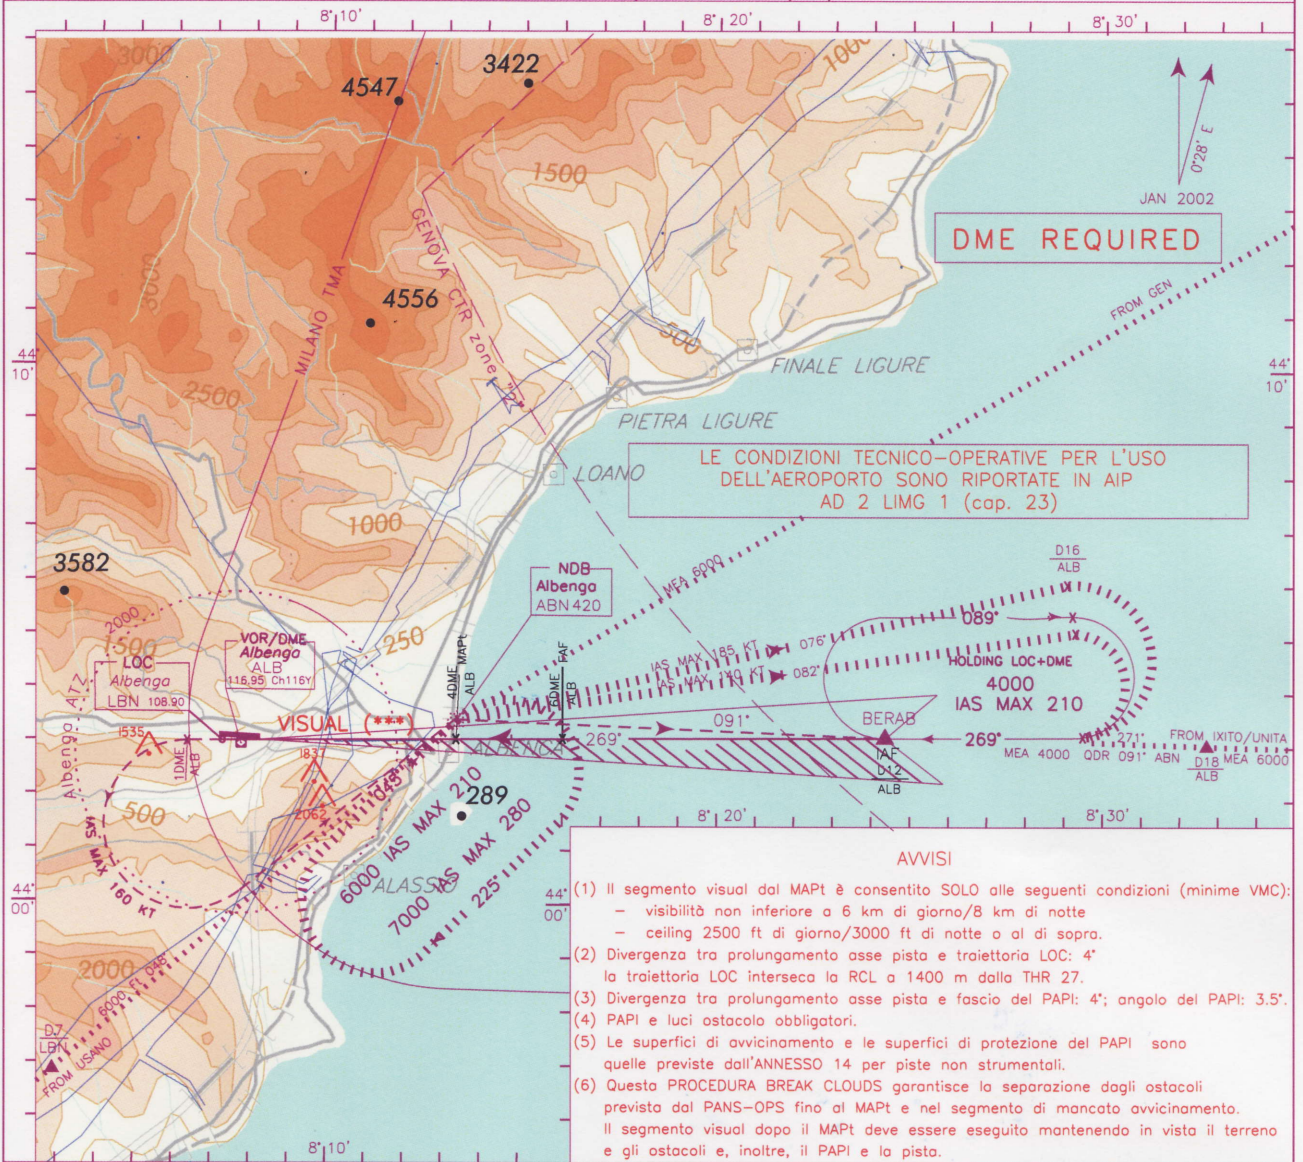 8°10'
8°20'
8°30'
3000
4547
3422
1000
0°28' E
JAN 2002
1500
DME REQUIRED
GENOVA CTR zone "2"
MILANO TMA
3000
4556
FROM GEN
500
44°
10'
44°
10'
2500
FINALE LIGURE
PIETRA LIGURE
LOANO
LE CONDIZIONI TECNICO-OPERATIVE PER L'USO
DELL'AEROPORTO SONO RIPORTATE IN AIP
AD 2 LIMG 1 (cap. 23)
1000
3582
NDB
Albenga
ABN 420
MEA 6000
D16
ALB
2000
1500
250
VOR/DME
Albenga
ALB
116,95 Ch116Y
LOC
Albenga
LBN 108.90
4DME MAPt
ALB
6DME FAF
ALB
IAS MAX 185 KT 076°
IAS MAX 140 KT 082°
089°
HOLDING LOC+DME
4000
IAS MAX 210
Albenga ATZ
1535
1DME
ALB
VISUAL (***)
1837
2062
ALBENGA
269°
091°
BERAB
IAF
D12
ALB
269°
271°
MEA 4000 QDR 091° ABN
FROM IXITO/UNITA
D18
ALB
MEA 6000
045°
289
500
IAS MAX 160 KT
6000 IAS MAX 210
7000 IAS MAX 280
225°
ALASSIO
8°20'
8°30'
44°
00'
44°
00'
2000
6000 ft 048°
D7
LBN
FROM USANO
8°10'
AVVISI
(1) Il segmento visual dal MAPt è consentito SOLO alle seguenti condizioni (minime VMC):
- visibilità non inferiore a 6 km di giorno/8 km di notte
- ceiling 2500 ft di giorno/3000 ft di notte o al di sopra.
(2) Divergenza tra prolungamento asse pista e traiettoria LOC: 4°
la traiettoria LOC interseca la RCL a 1400 m dalla THR 27.
(3) Divergenza tra prolungamento asse pista e fascio del PAPI: 4°; angolo del PAPI: 3.5°.
(4) PAPI e luci ostacolo obbligatori.
(5) Le superfici di avvicinamento e le superfici di protezione del PAPI sono
quelle previste dall'ANNESSO 14 per piste non strumentali.
(6) Questa PROCEDURA BREAK CLOUDS garantisce la separazione dagli ostacoli
prevista dal PANS-OPS fino al MAPt e nel segmento di mancato avvicinamento.
Il segmento visual dopo il MAPt deve essere eseguito mantenendo in vista il terreno
e gli ostacoli e, inoltre, il PAPI e la pista.